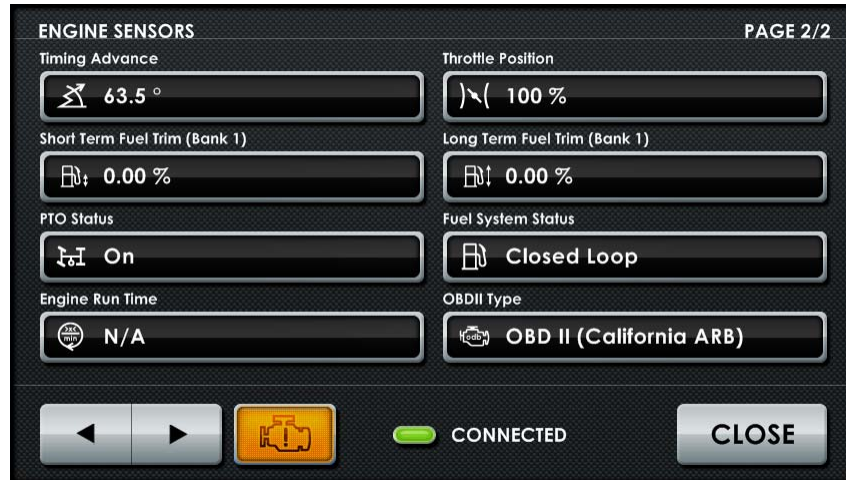 ENGINE SENSORS PAGE 2/2
Timing Advance Throttle Position
63.5 ° 100 %
Short Term Fuel Trim (Bank 1) Long Term Fuel Trim (Bank 1)
0.00 % 0.00 %
PTO Status Fuel System Status
On Closed Loop
Engine Run Time OBDII Type
N/A OBD II (California ARB)
CONNECTED CLOSE